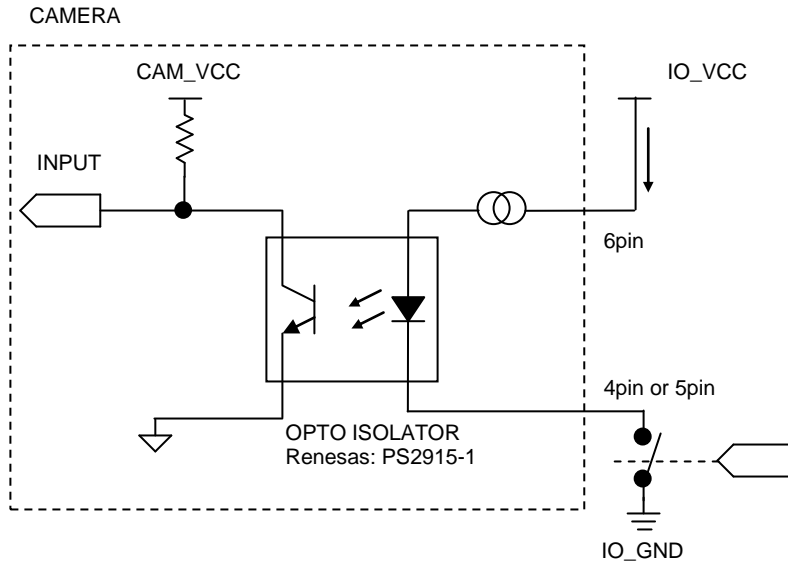 CAMERA
CAM_VCC
IO_VCC
INPUT
6pin
4pin or 5pin
OPTO ISOLATOR
Renesas: PS2915-1
IO_GND